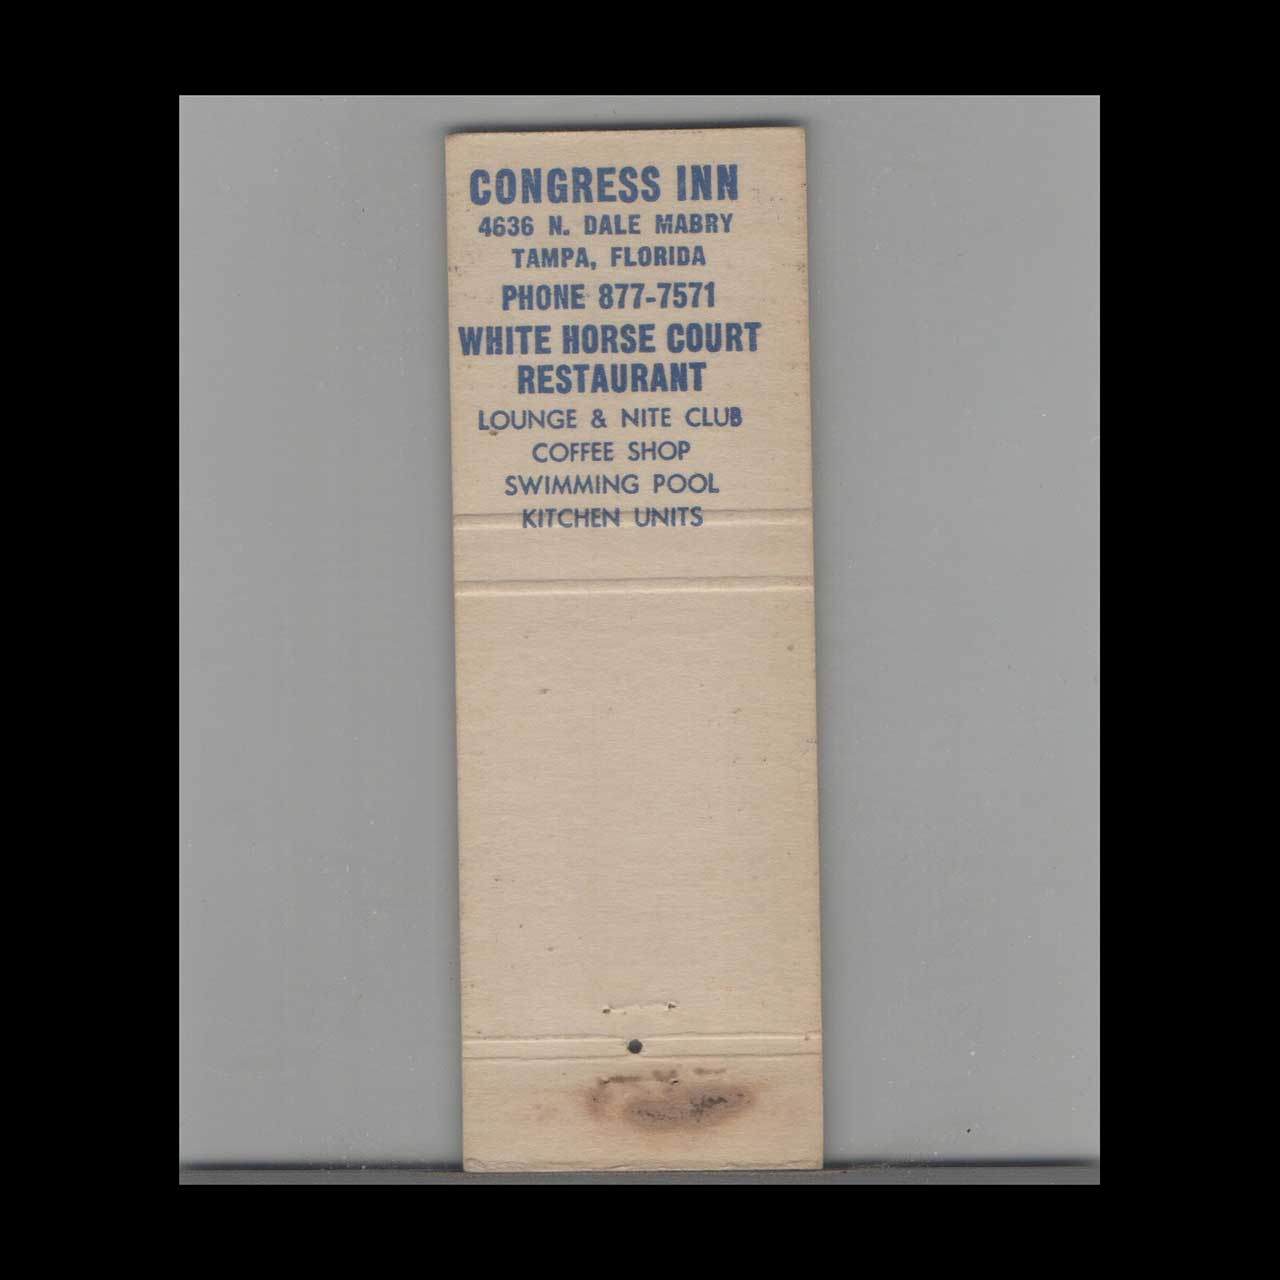 CONGRESS INN
4636 N. DALE MABRY
TAMPA, FLORIDA
PHONE 877-7571
WHITE HORSE COURT
RESTAURANT
LOUNGE & NITE CLUB
COFFEE SHOP
SWIMMING POOL
KITCHEN UNITS